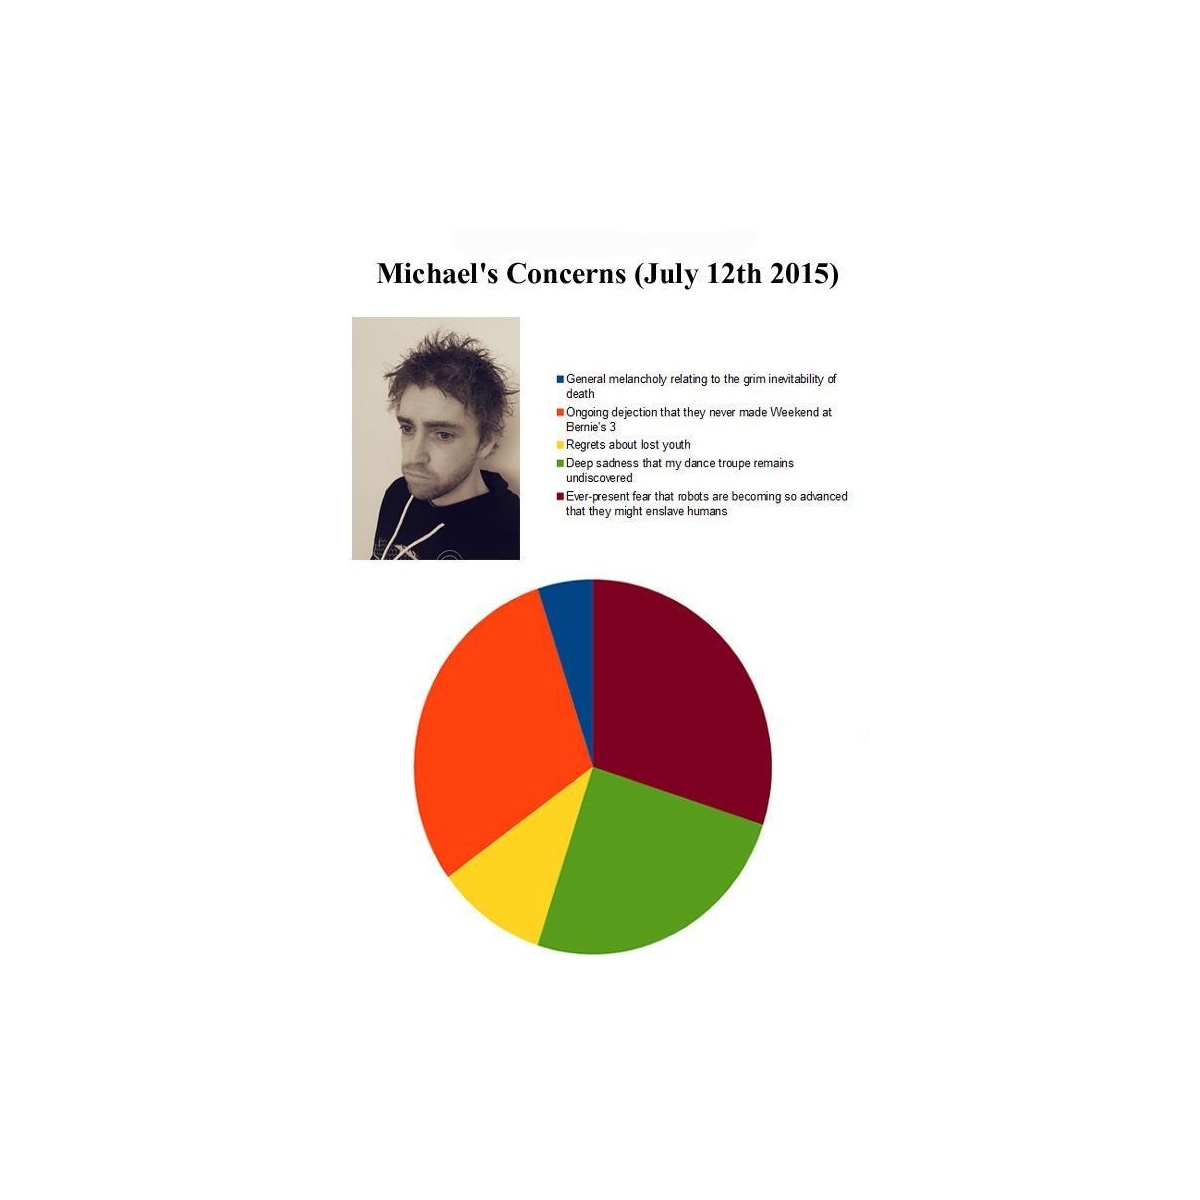 Michael's Concerns (July 12th 2015)
General melancholy relating to the grim inevitability of
death
Ongoing dejection that they never made Weekend at
Bernie's 3
Regrets about lost youth
Deep sadness that my dance troupe remains
undiscovered
Ever-present fear that robots are becoming so advanced
that they might enslave humans